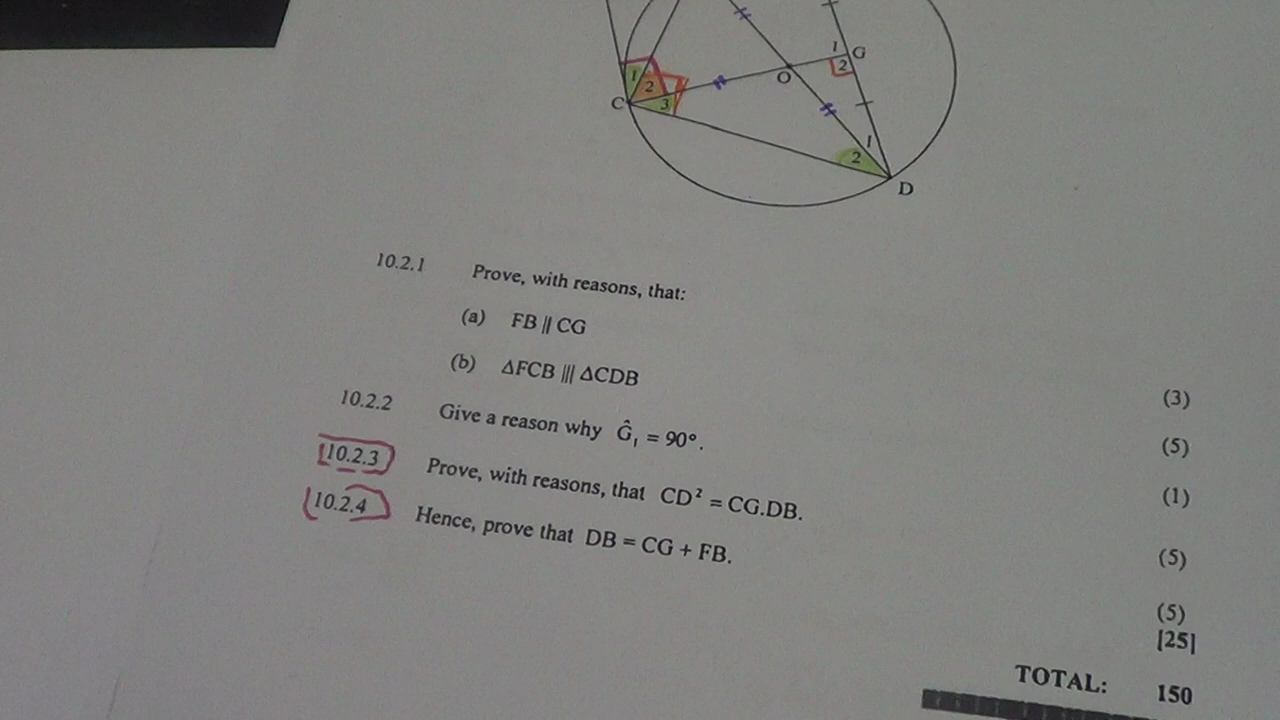 1
G
2
O
1
2
C
3
1
2
D
10.2.1 Prove, with reasons, that:
(a) FB || CG
(3)
(b) ΔFCB ||| ΔCDB
(5)
10.2.2 Give a reason why Ĝ₁ = 90°.
(1)
10.2.3 Prove, with reasons, that CD² = CG.DB.
(5)
10.2.4 Hence, prove that DB = CG + FB.
(5)
[25]
TOTAL: 150